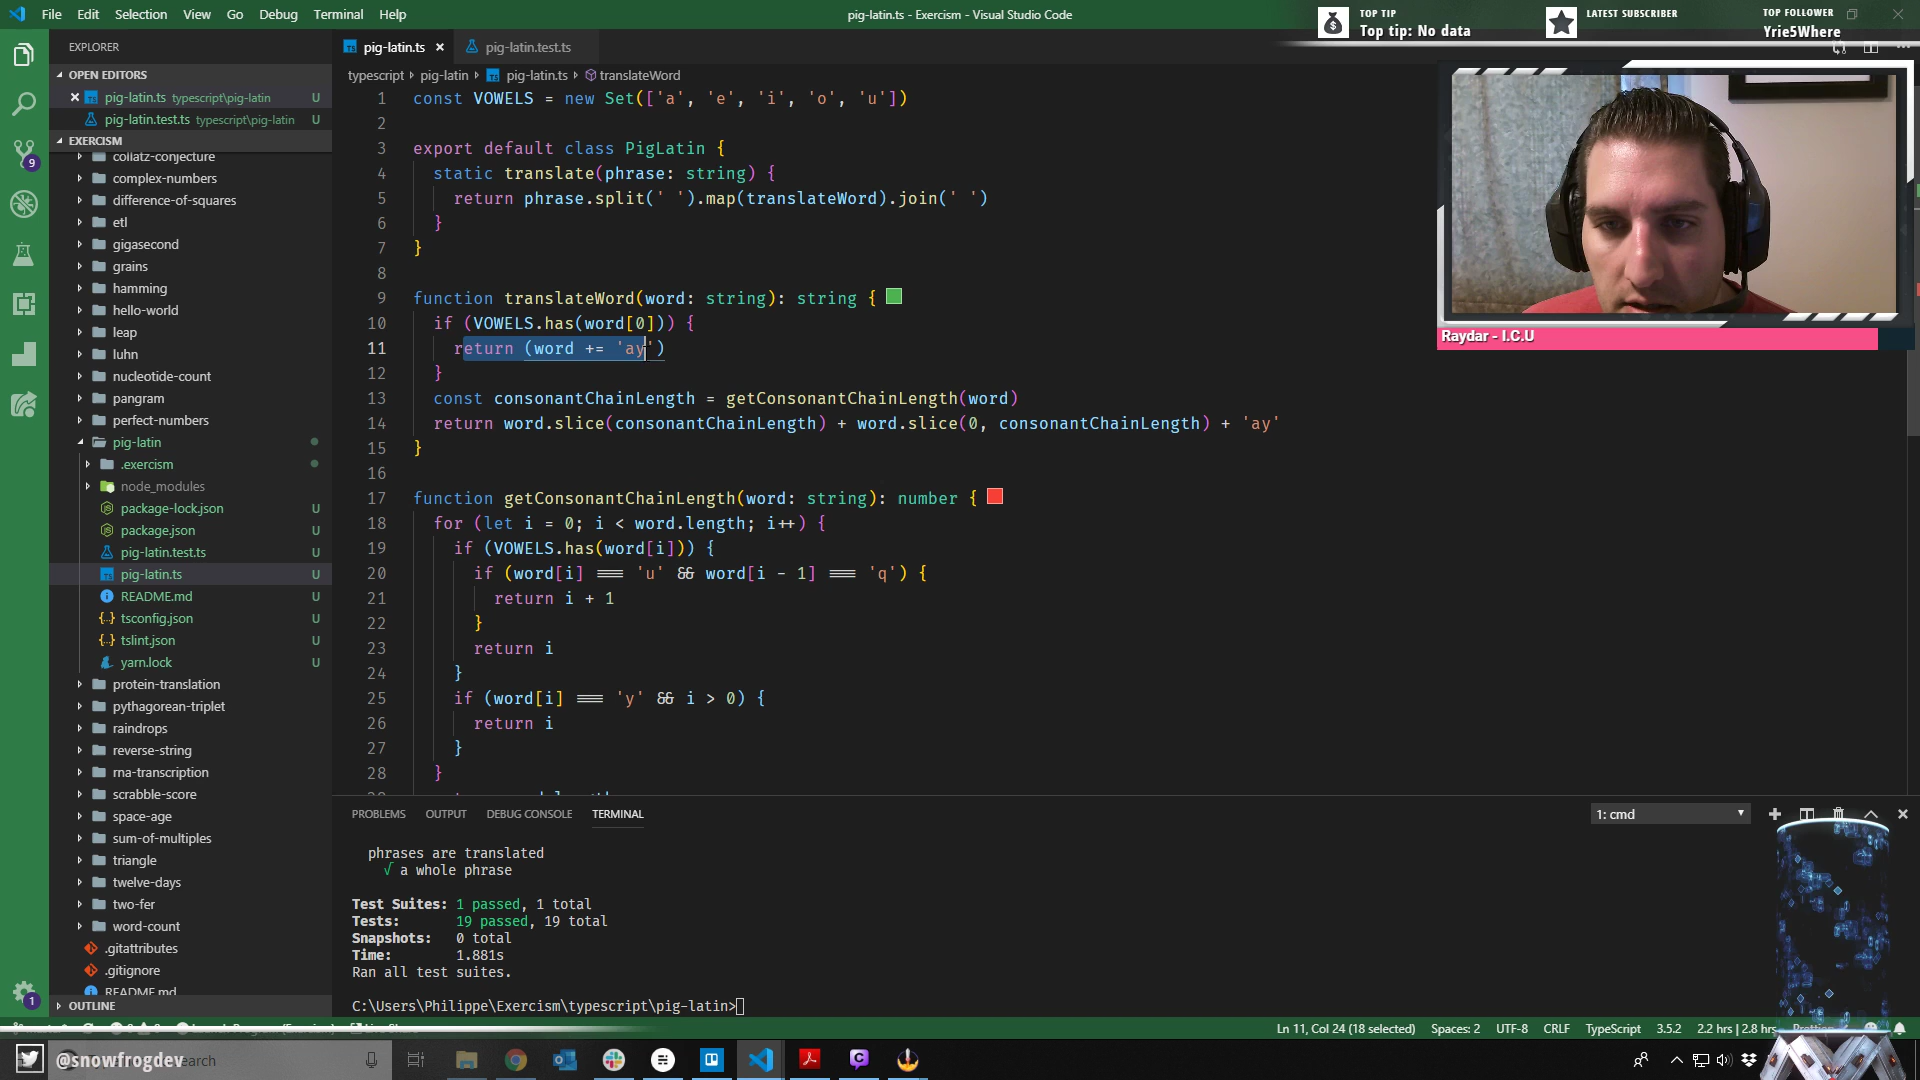 File Edit Selection View Go Debug Terminal Help
pig-latin.ts - Exercism - Visual Studio Code
TOP TIP
Top tip: No data
LATEST SUBSCRIBER
TOP FOLLOWER
Yrie5Where
EXPLORER
OPEN EDITORS
pig-latin.ts typescript\pig-latin U
pig-latin.test.ts typescript\pig-latin U
EXERCISM
collatz-conjecture
complex-numbers
difference-of-squares
etl
gigasecond
grains
hamming
hello-world
leap
luhn
nucleotide-count
pangram
perfect-numbers
pig-latin
.exercism
node_modules
package-lock.json U
package.json U
pig-latin.test.ts U
pig-latin.ts U
README.md U
tsconfig.json U
tslint.json U
yarn.lock U
protein-translation
pythagorean-triplet
raindrops
reverse-string
rna-transcription
scrabble-score
space-age
sum-of-multiples
triangle
twelve-days
two-fer
word-count
.gitattributes
.gitignore
README.md
OUTLINE
9
1
pig-latin.ts
pig-latin.test.ts
typescript pig-latin pig-latin.ts translateWord
1 const VOWELS = new Set(['a', 'e', 'i', 'o', 'u'])
2
3 export default class PigLatin {
4 static translate(phrase: string) {
5 return phrase.split(' ').map(translateWord).join(' ')
6 }
7 }
8
9 function translateWord(word: string): string {
10 if (VOWELS.has(word[0])) {
11 return (word += 'ay')
12 }
13 const consonantChainLength = getConsonantChainLength(word)
14 return word.slice(consonantChainLength) + word.slice(0, consonantChainLength) + 'ay'
15 }
16
17 function getConsonantChainLength(word: string): number {
18 for (let i = 0; i < word.length; i++) {
19 if (VOWELS.has(word[i])) {
20 if (word[i] === 'u' && word[i - 1] === 'q') {
21 return i + 1
22 }
23 return i
24 }
25 if (word[i] === 'y' && i > 0) {
26 return i
27 }
28 }
Raydar - I.C.U
PROBLEMS OUTPUT DEBUG CONSOLE TERMINAL
1: cmd
phrases are translated
√ a whole phrase
Test Suites: 1 passed, 1 total
Tests: 19 passed, 19 total
Snapshots: 0 total
Time: 1.881s
Ran all test suites.
C:\Users\Philippe\Exercism\typescript\pig-latin>
Ln 11, Col 24 (18 selected) Spaces: 2 UTF-8 CRLF TypeScript 3.5.2 2.2 hrs | 2.8 hrs
@snowfrogdev